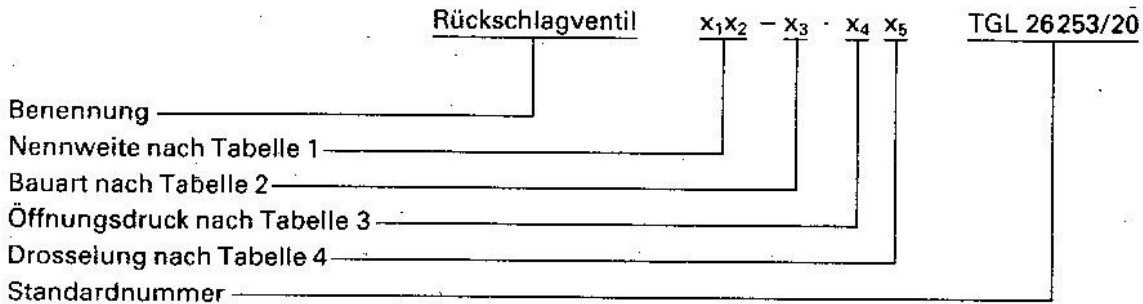 Rückschlagventil x₁x₂ – x₃ · x₄ x₅ TGL 26253/20
Benennung
Nennweite nach Tabelle 1
Bauart nach Tabelle 2
Öffnungsdruck nach Tabelle 3
Drosselung nach Tabelle 4
Standardnummer